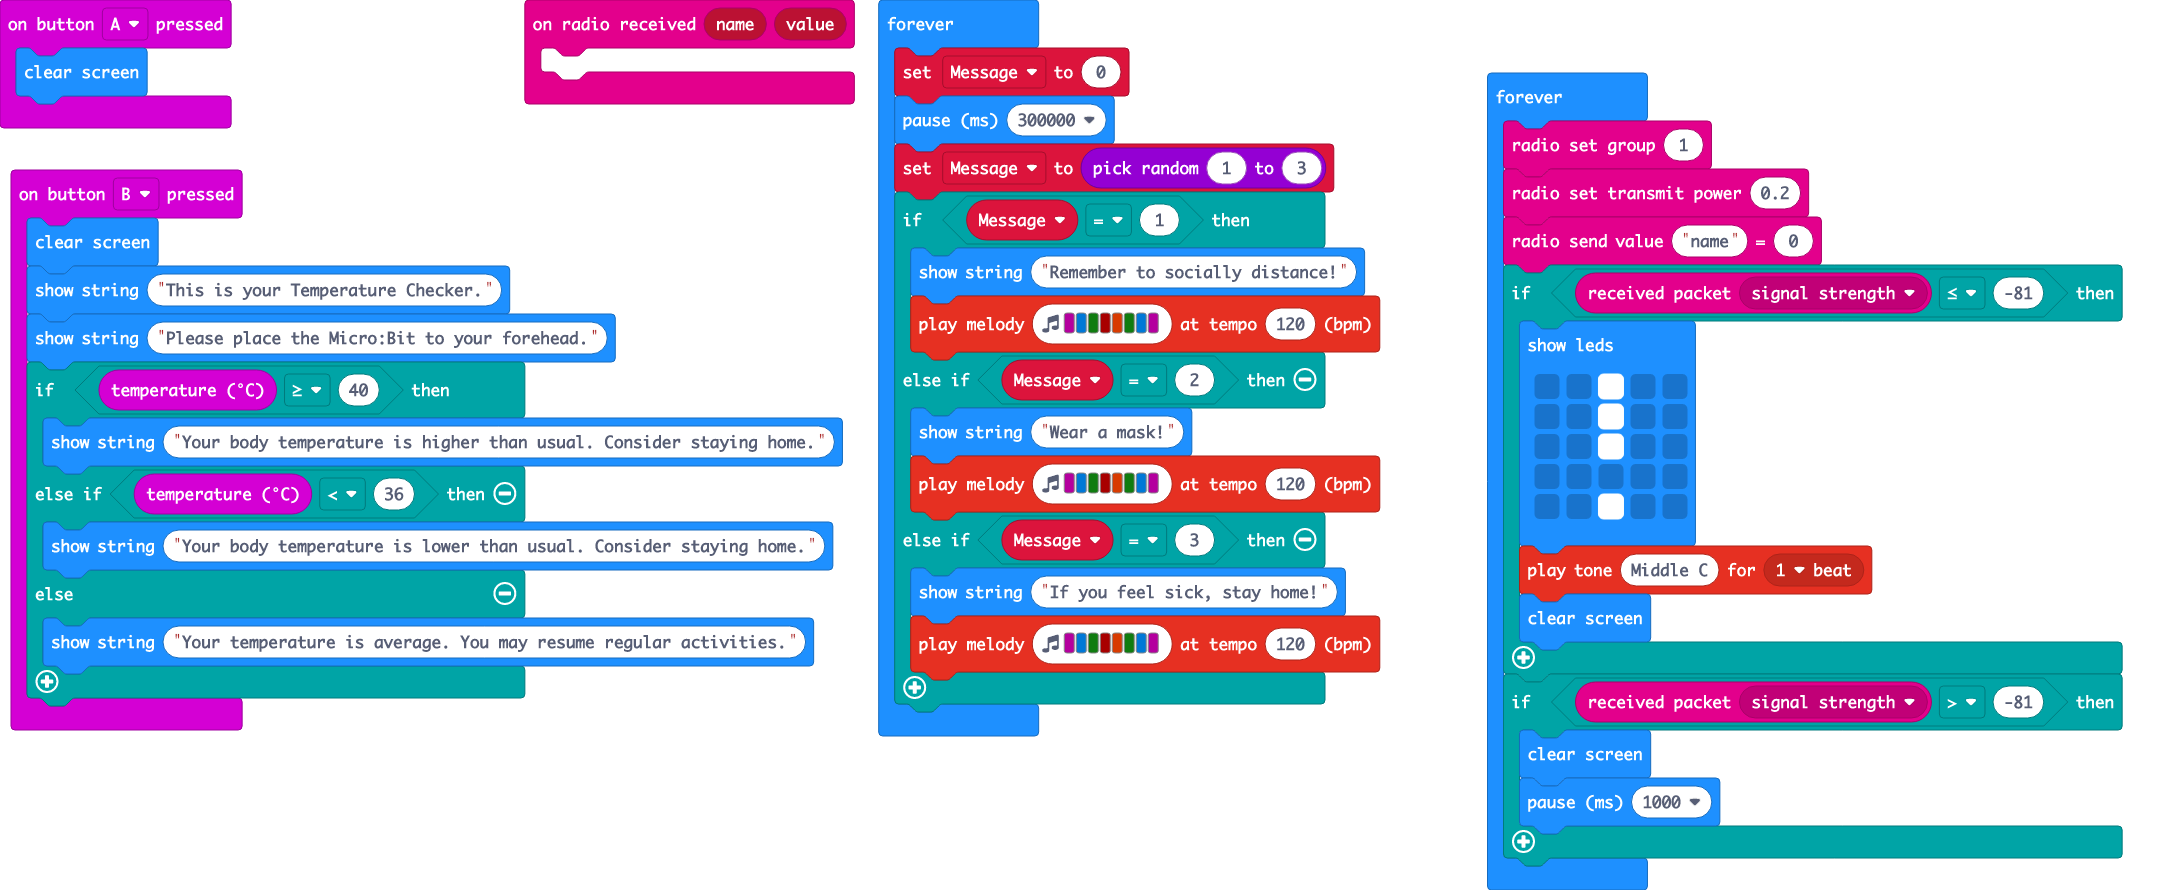 on button A pressed
clear screen
on button B pressed
clear screen
show string "This is your Temperature Checker."
show string "Please place the Micro:Bit to your forehead."
if temperature (°C) ≥ 40 then
show string "Your body temperature is higher than usual. Consider staying home."
else if temperature (°C) < 36 then
show string "Your body temperature is lower than usual. Consider staying home."
else
show string "Your temperature is average. You may resume regular activities."
on radio received name value
forever
set Message to 0
pause (ms) 300000
set Message to pick random 1 to 3
if Message = 1 then
show string "Remember to socially distance!"
play melody at tempo 120 (bpm)
else if Message = 2 then
show string "Wear a mask!"
play melody at tempo 120 (bpm)
else if Message = 3 then
show string "If you feel sick, stay home!"
play melody at tempo 120 (bpm)
forever
radio set group 1
radio set transmit power 0.2
radio send value "name" = 0
if received packet signal strength ≤ -81 then
show leds
play tone Middle C for 1 beat
clear screen
if received packet signal strength > -81 then
clear screen
pause (ms) 1000